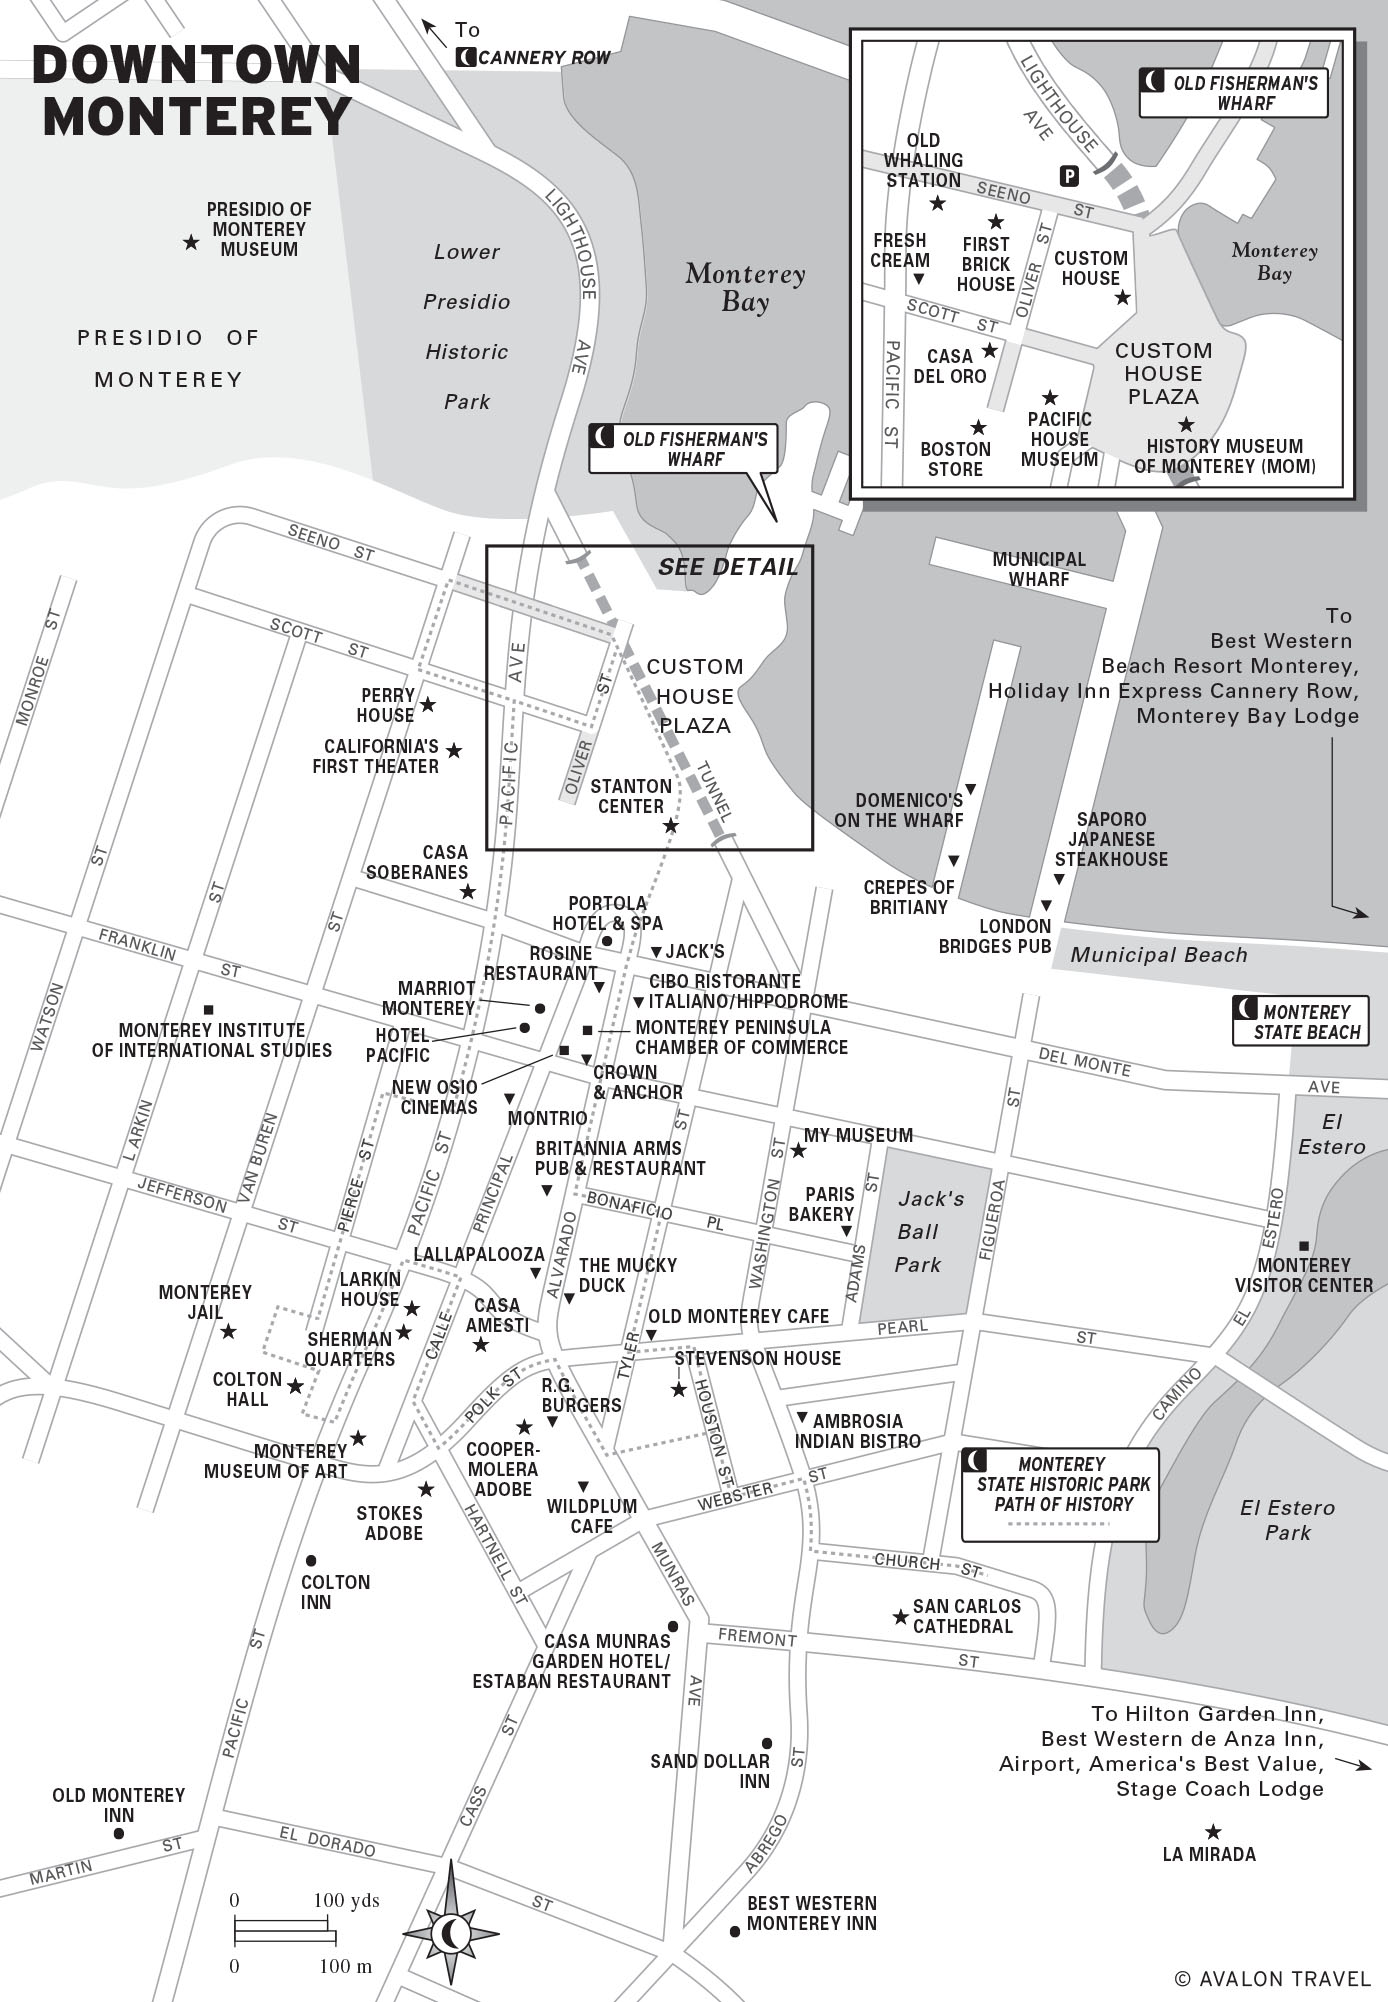 DOWNTOWN
MONTEREY
To
CANNERY ROW
PRESIDIO OF
MONTEREY
MUSEUM
PRESIDIO OF
MONTEREY
Lower
Presidio
Historic
Park
LIGHTHOUSE AVE
Monterey
Bay
OLD FISHERMAN'S
WHARF
OLD FISHERMAN'S
WHARF
LIGHTHOUSE
AVE
P
OLD
WHALING
STATION
SEENO ST
FRESH
CREAM
FIRST
BRICK
HOUSE
OLIVER ST
CUSTOM
HOUSE
Monterey
Bay
SCOTT ST
PACIFIC ST
CASA
DEL ORO
CUSTOM
HOUSE
PLAZA
BOSTON
STORE
PACIFIC
HOUSE
MUSEUM
HISTORY MUSEUM
OF MONTEREY (MOM)
SEE DETAIL
MUNICIPAL
WHARF
SEENO ST
SCOTT ST
MONROE ST
To
Best Western
Beach Resort Monterey,
Holiday Inn Express Cannery Row,
Monterey Bay Lodge
PERRY
HOUSE
CALIFORNIA'S
FIRST THEATER
AVE
PACIFIC
OLIVER ST
CUSTOM
HOUSE
PLAZA
TUNNEL
STANTON
CENTER
DOMENICO'S
ON THE WHARF
SAPORO
JAPANESE
STEAKHOUSE
CREPES OF
BRITIANY
LONDON
BRIDGES PUB
Municipal Beach
CASA
SOBERANES
PORTOLA
HOTEL & SPA
ROSINE
RESTAURANT
JACK'S
CIBO RISTORANTE
ITALIANO/HIPPODROME
MARRIOT
MONTEREY
HOTEL
PACIFIC
MONTEREY PENINSULA
CHAMBER OF COMMERCE
NEW OSIO
CINEMAS
CROWN
& ANCHOR
MONTRIO
MONTEREY
STATE BEACH
FRANKLIN ST
WATSON ST
LARKIN ST
VAN BUREN ST
MONTEREY INSTITUTE
OF INTERNATIONAL STUDIES
DEL MONTE AVE
El
Estero
MY MUSEUM
BRITANNIA ARMS
PUB & RESTAURANT
PARIS
BAKERY
Jack's
Ball
Park
JEFFERSON ST
PIERCE ST
PACIFIC ST
PRINCIPAL
CALLE
ALVARADO
BONAFICIO PL
TYLER ST
WASHINGTON ST
ADAMS ST
FIGUEROA ST
EL ESTERO
CAMINO
MONTEREY
VISITOR CENTER
LALLAPALOOZA
THE MUCKY
DUCK
MONTEREY
JAIL
LARKIN
HOUSE
CASA
AMESTI
SHERMAN
QUARTERS
OLD MONTEREY CAFE
PEARL ST
STEVENSON HOUSE
COLTON
HALL
POLK ST
R.G.
BURGERS
HOUSTON ST
AMBROSIA
INDIAN BISTRO
MONTEREY
MUSEUM OF ART
COOPER-
MOLERA
ADOBE
WEBSTER ST
MONTEREY
STATE HISTORIC PARK
PATH OF HISTORY
STOKES
ADOBE
WILDPLUM
CAFE
El Estero
Park
HARTNELL ST
MUNRAS AVE
CHURCH ST
COLTON
INN
SAN CARLOS
CATHEDRAL
CASA MUNRAS
GARDEN HOTEL/
ESTABAN RESTAURANT
FREMONT ST
PACIFIC ST
CASS ST
SAND DOLLAR
INN
ABREGO ST
To Hilton Garden Inn,
Best Western de Anza Inn,
Airport, America's Best Value,
Stage Coach Lodge
LA MIRADA
OLD MONTEREY
INN
MARTIN ST
EL DORADO ST
BEST WESTERN
MONTEREY INN
0 100 yds
0 100 m
© AVALON TRAVEL